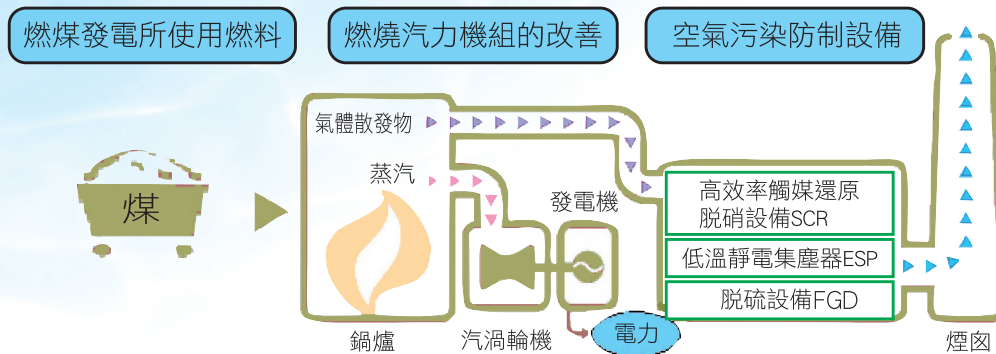 燃煤發電所使用燃料
燃燒汽力機組的改善
空氣污染防制設備
氣體散發物
蒸汽
煤
發電機
高效率觸媒還原
脱硝設備SCR
低溫靜電集塵器ESP
脱硫設備FGD
鍋爐
汽渦輪機
電力
煙囪